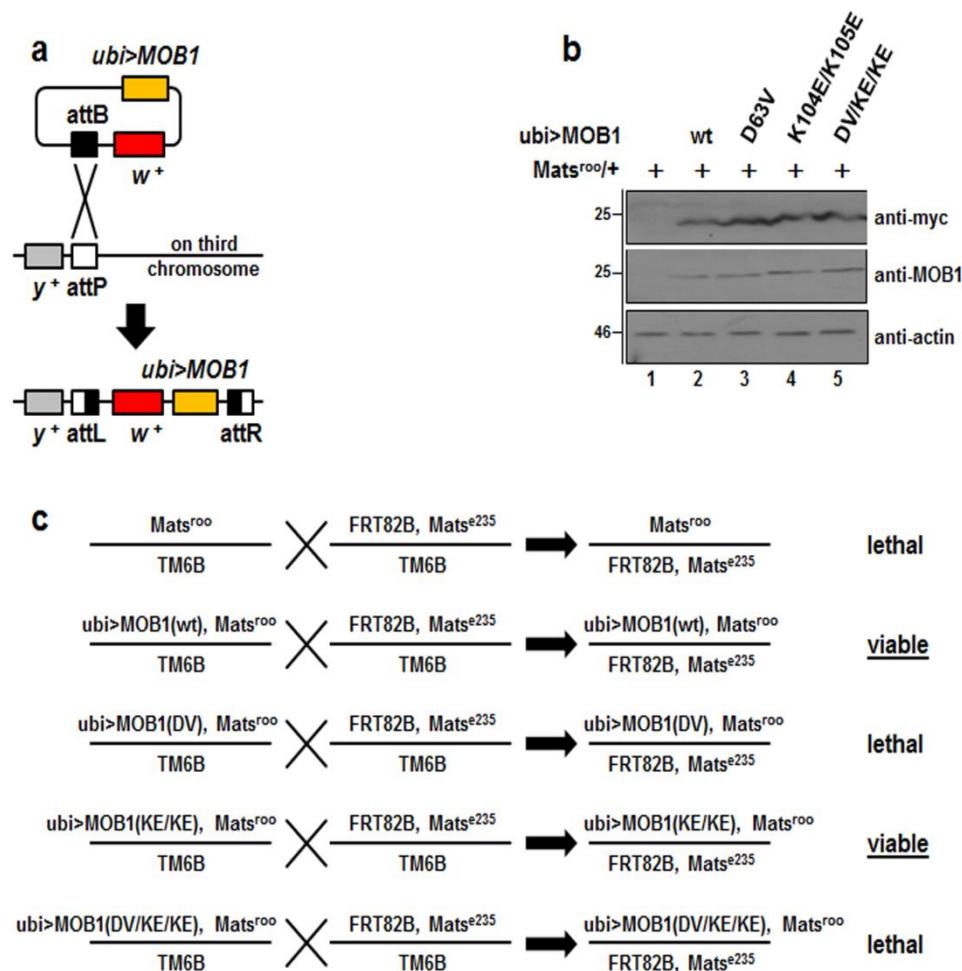 a
ubi>MOB1
attB
w +
on third
chromosome
y + attP
ubi>MOB1
y + attL w + attR
b
ubi>MOB1 wt D63V K104E/K105E DV/KE/KE
Matsroo/+ + + + + +
25 anti-myc
25 anti-MOB1
46 anti-actin
1 2 3 4 5
c
Matsroo FRT82B, Matse235 Matsroo
TM6B TM6B FRT82B, Matse235
lethal
ubi>MOB1(wt), Matsroo FRT82B, Matse235 ubi>MOB1(wt), Matsroo
TM6B TM6B FRT82B, Matse235
viable
ubi>MOB1(DV), Matsroo FRT82B, Matse235 ubi>MOB1(DV), Matsroo
TM6B TM6B FRT82B, Matse235
lethal
ubi>MOB1(KE/KE), Matsroo FRT82B, Matse235 ubi>MOB1(KE/KE), Matsroo
TM6B TM6B FRT82B, Matse235
viable
ubi>MOB1(DV/KE/KE), Matsroo FRT82B, Matse235 ubi>MOB1(DV/KE/KE), Matsroo
TM6B TM6B FRT82B, Matse235
lethal